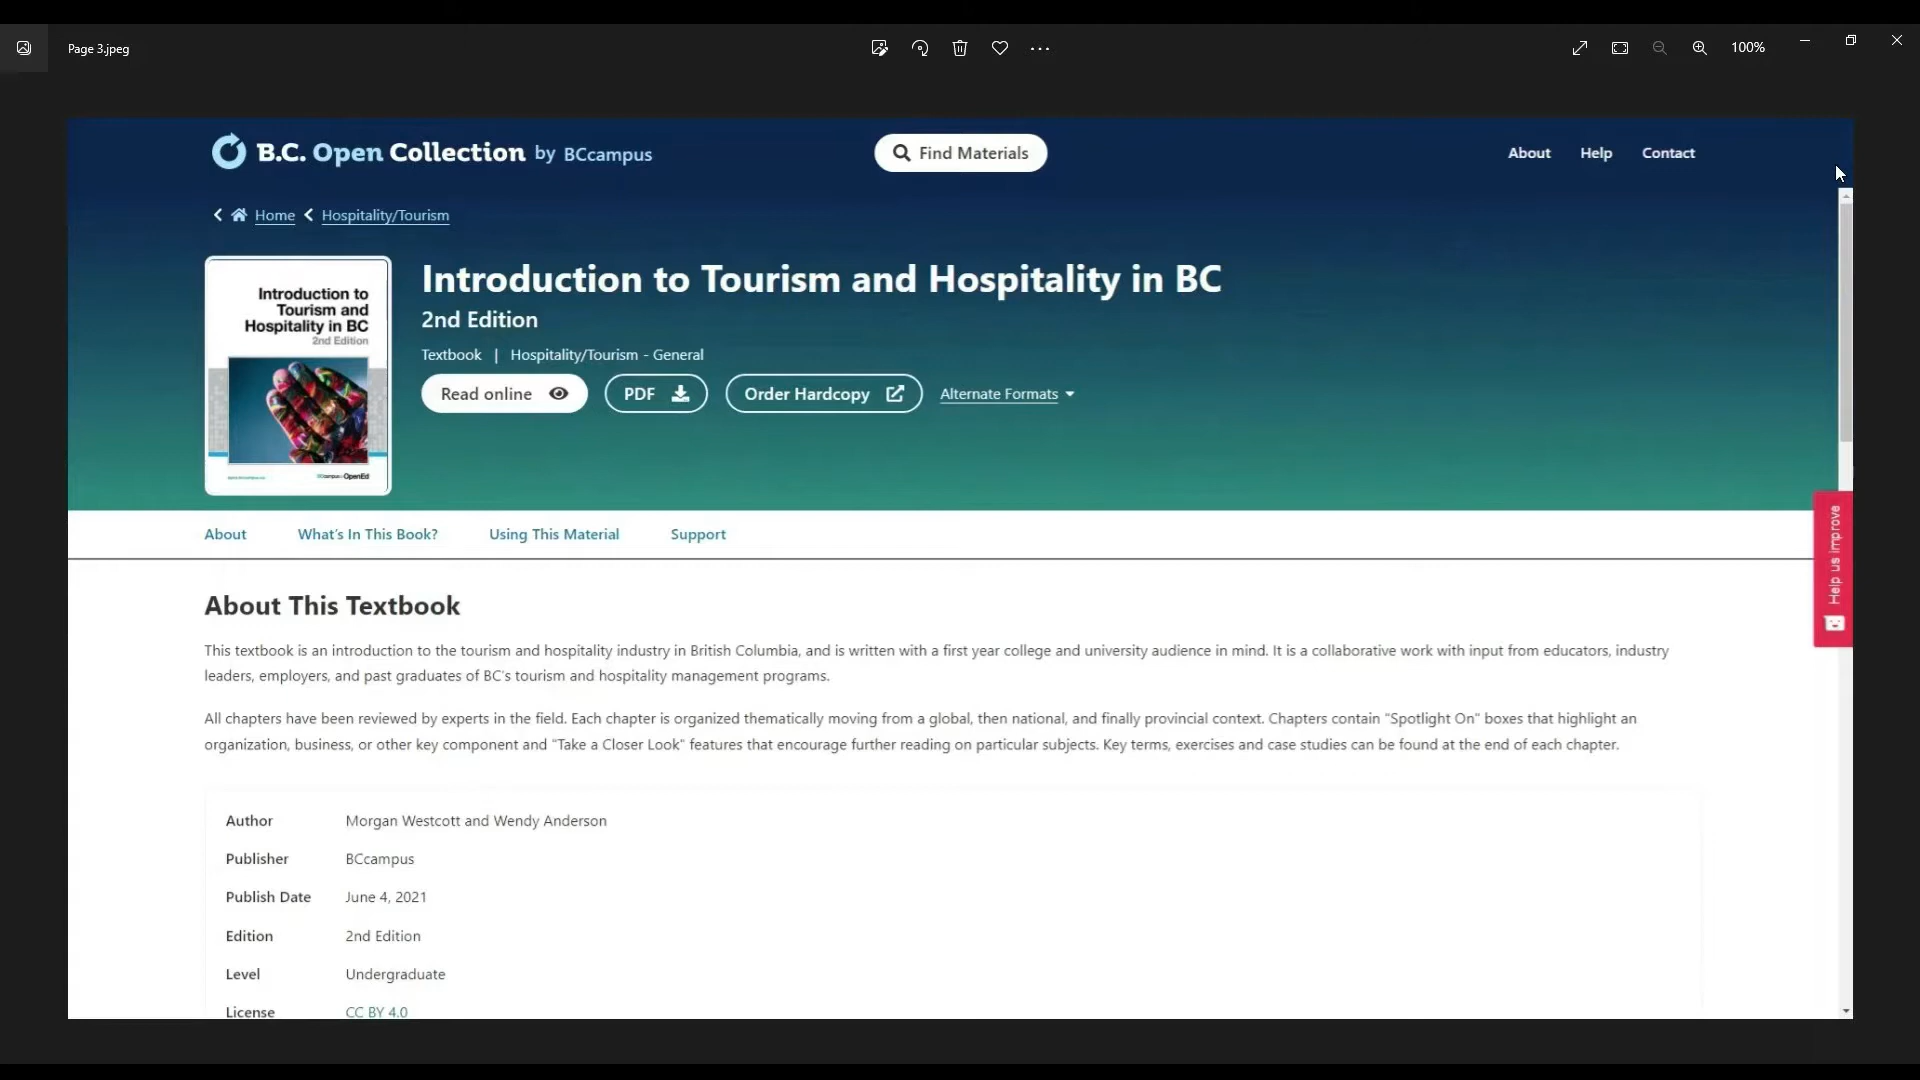 Page 3.jpeg
100%
B.C. Open Collection by BCcampus
Find Materials
About
Help
Contact
Home
Hospitality/Tourism
Introduction to
Tourism and
Hospitality in BC
2nd Edition
BCcampus OpenEd
Introduction to Tourism and Hospitality in BC
2nd Edition
Textbook | Hospitality/Tourism - General
Read online
PDF
Order Hardcopy
Alternate Formats
Help us improve
About
What's In This Book?
Using This Material
Support
About This Textbook
This textbook is an introduction to the tourism and hospitality industry in British Columbia, and is written with a first year college and university audience in mind. It is a collaborative work with input from educators, industry
leaders, employers, and past graduates of BC's tourism and hospitality management programs.
All chapters have been reviewed by experts in the field. Each chapter is organized thematically moving from a global, then national, and finally provincial context. Chapters contain "Spotlight On" boxes that highlight an
organization, business, or other key component and "Take a Closer Look" features that encourage further reading on particular subjects. Key terms, exercises and case studies can be found at the end of each chapter.
Author Morgan Westcott and Wendy Anderson
Publisher BCcampus
Publish Date June 4, 2021
Edition 2nd Edition
Level Undergraduate
License CC BY 4.0